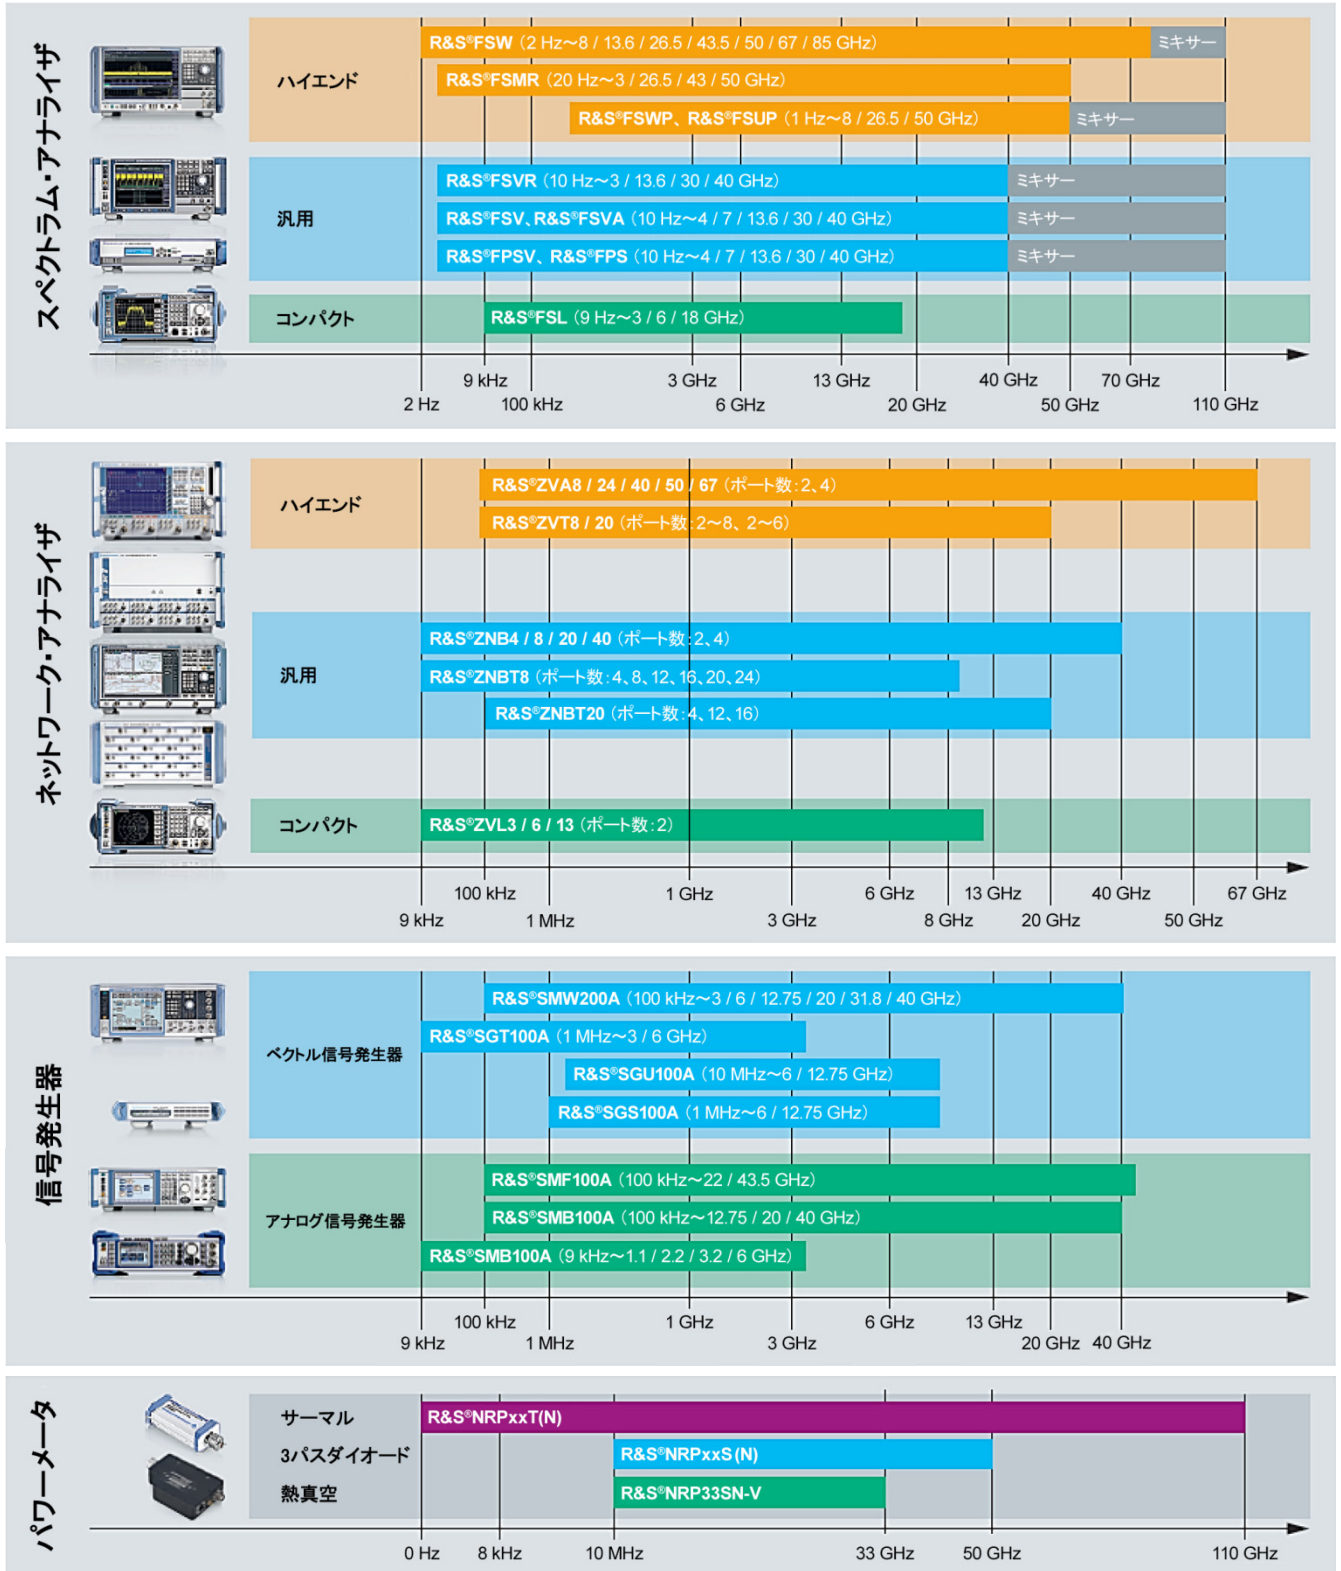 スペクトラム・アナライザ
ハイエンド
R&S®FSW（2 Hz～8 / 13.6 / 26.5 / 43.5 / 50 / 67 / 85 GHz）
ミキサー
R&S®FSMR（20 Hz～3 / 26.5 / 43 / 50 GHz）
R&S®FSWP、R&S®FSUP（1 Hz～8 / 26.5 / 50 GHz）
ミキサー
汎用
R&S®FSVR（10 Hz～3 / 13.6 / 30 / 40 GHz）
ミキサー
R&S®FSV、R&S®FSVA（10 Hz～4 / 7 / 13.6 / 30 / 40 GHz）
ミキサー
R&S®FPSV、R&S®FPS（10 Hz～4 / 7 / 13.6 / 30 / 40 GHz）
ミキサー
コンパクト
R&S®FSL（9 Hz～3 / 6 / 18 GHz）
9 kHz 3 GHz 13 GHz 40 GHz 70 GHz
2 Hz 100 kHz 6 GHz 20 GHz 50 GHz 110 GHz
ネットワーク・アナライザ
ハイエンド
R&S®ZVA8 / 24 / 40 / 50 / 67（ポート数：2、4）
R&S®ZVT8 / 20（ポート数：2～8、2～6）
汎用
R&S®ZNB4 / 8 / 20 / 40（ポート数：2、4）
R&S®ZNBT8（ポート数：4、8、12、16、20、24）
R&S®ZNBT20（ポート数：4、12、16）
コンパクト
R&S®ZVL3 / 6 / 13（ポート数：2）
100 kHz 1 GHz 6 GHz 13 GHz 40 GHz 67 GHz
9 kHz 1 MHz 3 GHz 8 GHz 20 GHz 50 GHz
信号発生器
ベクトル信号発生器
R&S®SMW200A（100 kHz～3 / 6 / 12.75 / 20 / 31.8 / 40 GHz）
R&S®SGT100A（1 MHz～3 / 6 GHz）
R&S®SGU100A（10 MHz～6 / 12.75 GHz）
R&S®SGS100A（1 MHz～6 / 12.75 GHz）
アナログ信号発生器
R&S®SMF100A（100 kHz～22 / 43.5 GHz）
R&S®SMB100A（100 kHz～12.75 / 20 / 40 GHz）
R&S®SMB100A（9 kHz～1.1 / 2.2 / 3.2 / 6 GHz）
100 kHz 1 GHz 6 GHz 13 GHz
9 kHz 1 MHz 3 GHz 20 GHz 40 GHz
パワーメータ
サーマル
R&S®NRPxxT(N)
3パスダイオード
R&S®NRPxxS(N)
熱真空
R&S®NRP33SN-V
0 Hz 8 kHz 10 MHz 33 GHz 50 GHz 110 GHz